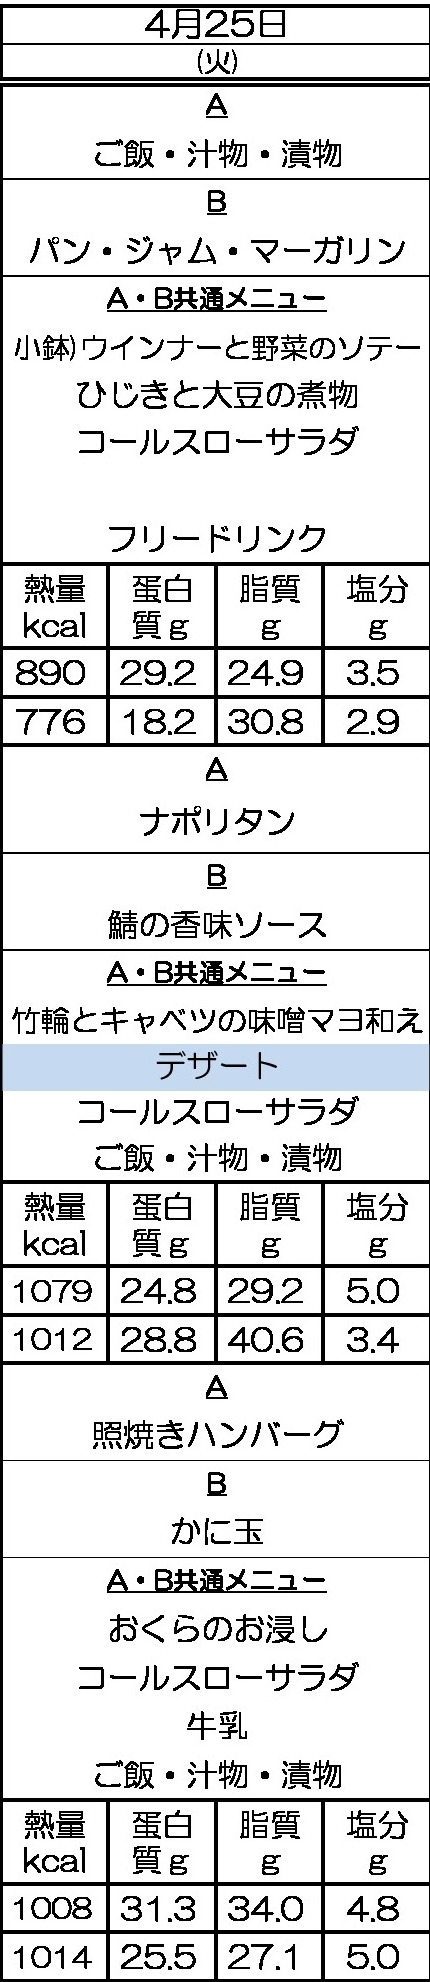 4月25日
(火)
A
ご飯・汁物・漬物
B
パン・ジャム・マーガリン
A・B共通メニュー
小鉢)ウインナーと野菜のソテー
ひじきと大豆の煮物
コールスローサラダ
フリードリンク
熱量 蛋白 脂質 塩分
kcal 質g g g
890 29.2 24.9 3.5
776 18.2 30.8 2.9
A
ナポリタン
B
鯖の香味ソース
A・B共通メニュー
竹輪とキャベツの味噌マヨ和え
デザート
コールスローサラダ
ご飯・汁物・漬物
熱量 蛋白 脂質 塩分
kcal 質g g g
1079 24.8 29.2 5.0
1012 28.8 40.6 3.4
A
照焼きハンバーグ
B
かに玉
A・B共通メニュー
おくらのお浸し
コールスローサラダ
牛乳
ご飯・汁物・漬物
熱量 蛋白 脂質 塩分
kcal 質g g g
1008 31.3 34.0 4.8
1014 25.5 27.1 5.0